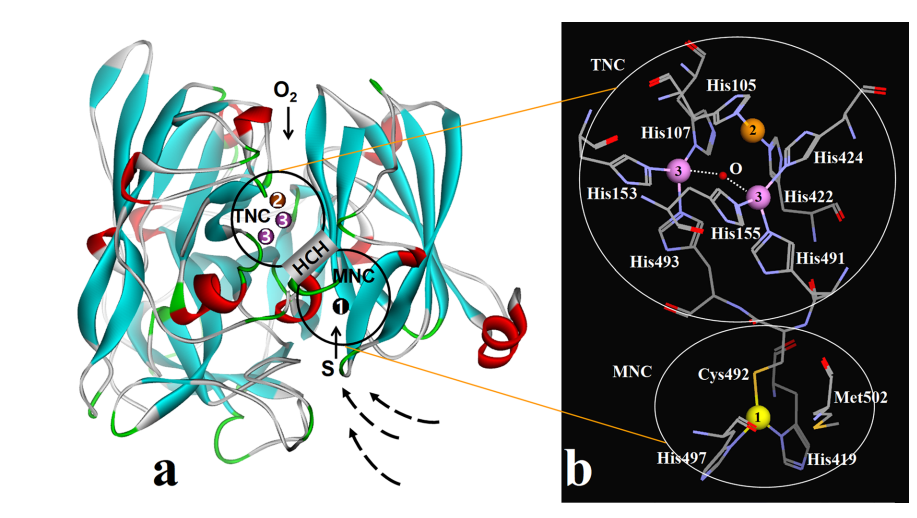 O2
TNC
2
3
3
HCH
MNC
1
S
a
TNC
His105
2
His107
His424
3
O
3
His153
His422
His155
His493
His491
MNC
Cys492
Met502
1
His497
His419
b